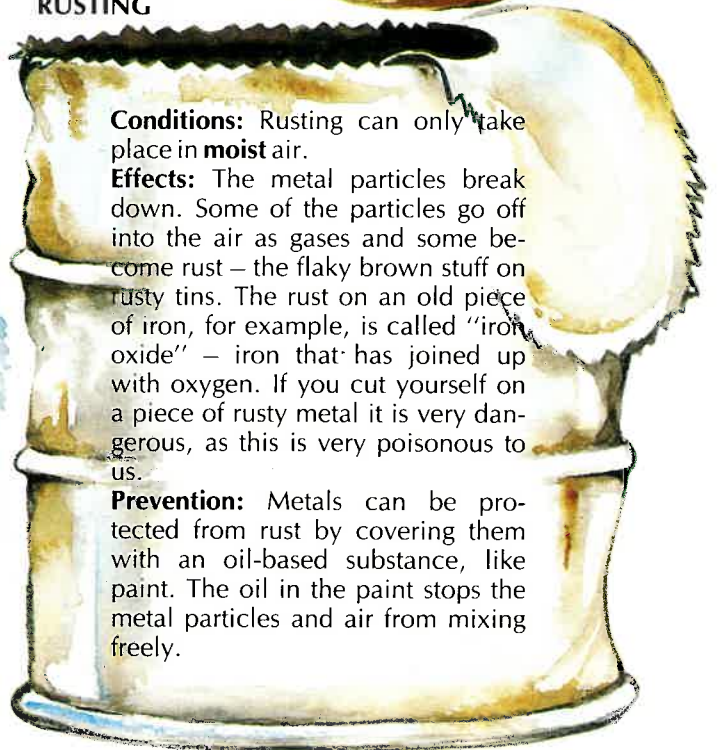 RUSTING
Conditions: Rusting can only take
place in moist air.
Effects: The metal particles break
down. Some of the particles go off
into the air as gases and some be-
come rust – the flaky brown stuff on
rusty tins. The rust on an old piece
of iron, for example, is called "iron
oxide" – iron that has joined up
with oxygen. If you cut yourself on
a piece of rusty metal it is very dan-
gerous, as this is very poisonous to
us.
Prevention: Metals can be pro-
tected from rust by covering them
with an oil-based substance, like
paint. The oil in the paint stops the
metal particles and air from mixing
freely.